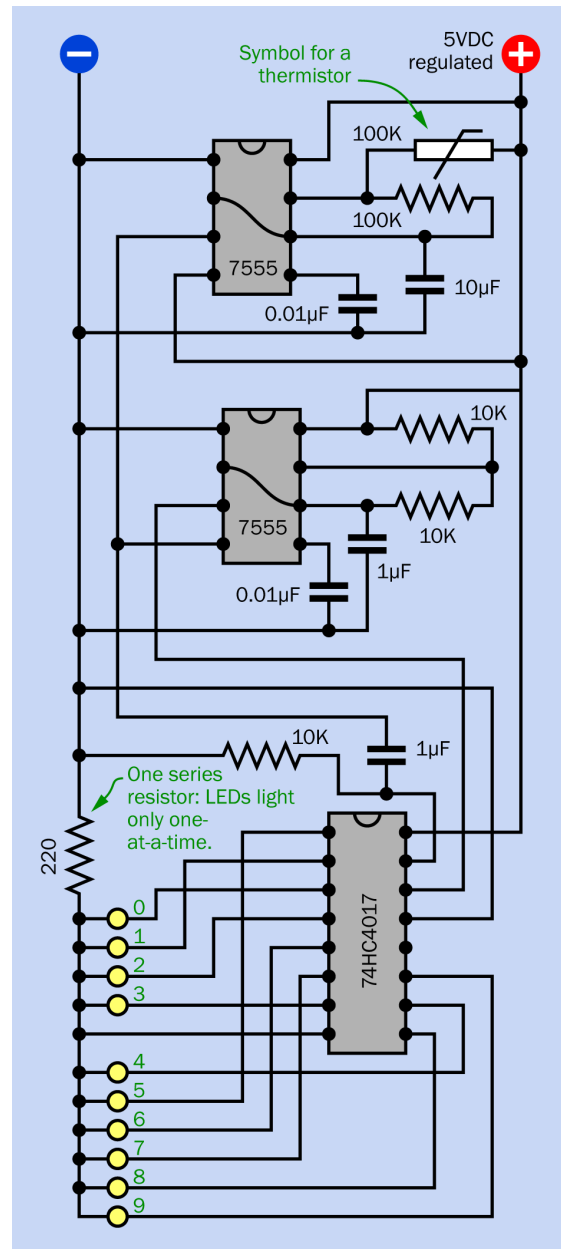 −
5VDC
regulated
+
Symbol for a
thermistor
100K
100K
7555
10µF
0.01µF
10K
7555
10K
1µF
0.01µF
10K
1µF
One series
resistor: LEDs light
only one-
at-a-time.
220
74HC4017
0
1
2
3
4
5
6
7
8
9